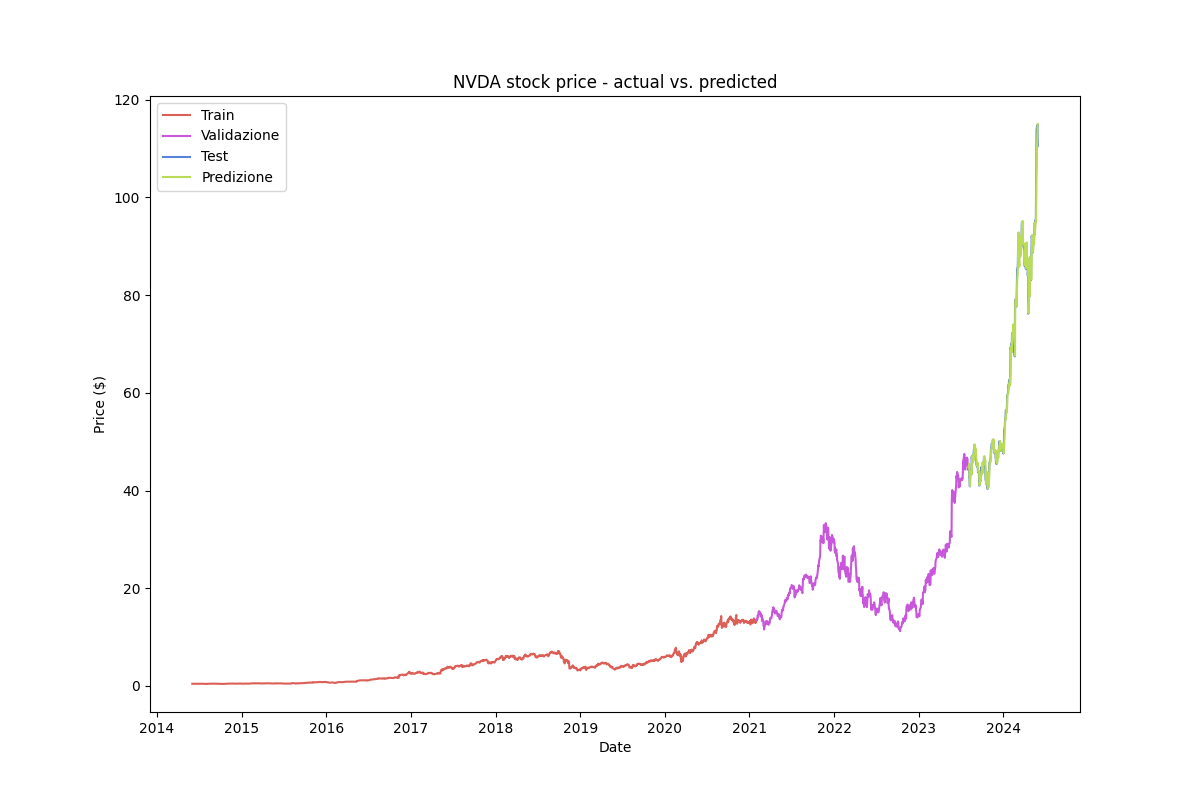 NVDA stock price - actual vs. predicted
Train
Validazione
Test
Predizione
120
100
80
60
40
20
0
Price ($)
2014 2015 2016 2017 2018 2019 2020 2021 2022 2023 2024
Date